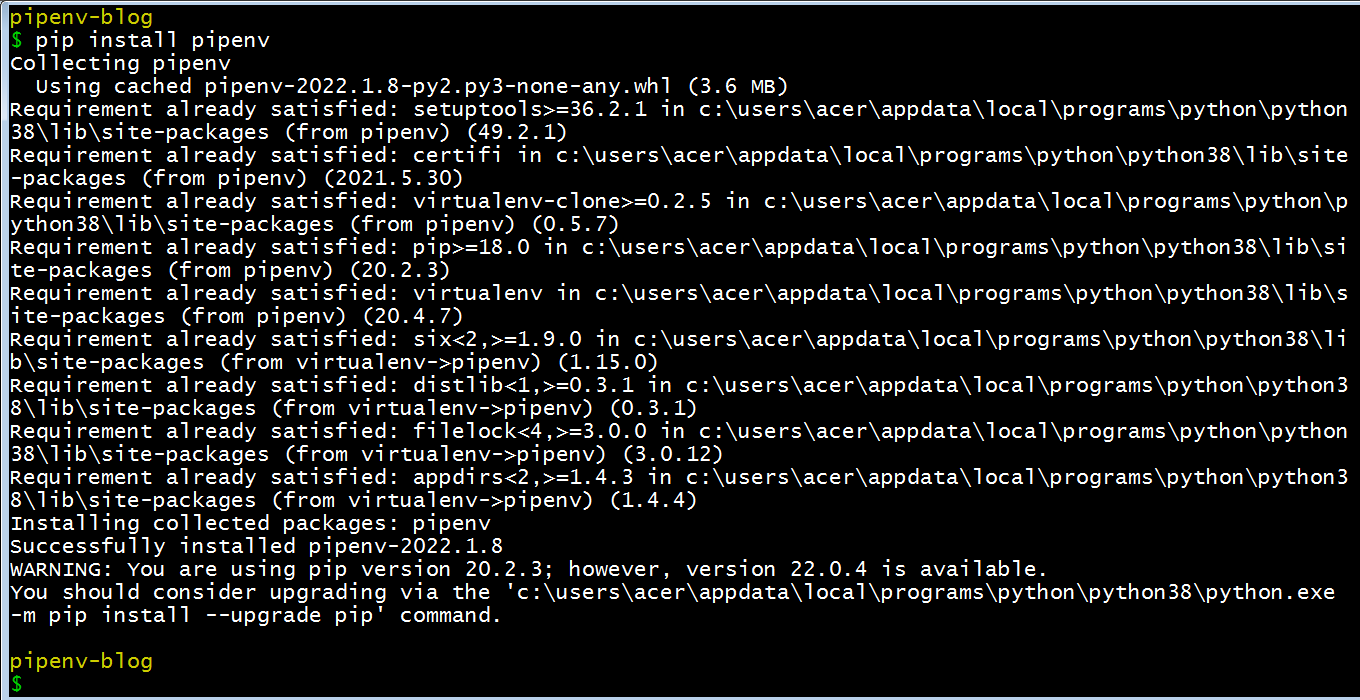 pipenv-blog
$ pip install pipenv
Collecting pipenv
  Using cached pipenv-2022.1.8-py2.py3-none-any.whl (3.6 MB)
Requirement already satisfied: setuptools>=36.2.1 in c:\users\acer\appdata\local\programs\python\python
38\lib\site-packages (from pipenv) (49.2.1)
Requirement already satisfied: certifi in c:\users\acer\appdata\local\programs\python\python38\lib\site
-packages (from pipenv) (2021.5.30)
Requirement already satisfied: virtualenv-clone>=0.2.5 in c:\users\acer\appdata\local\programs\python\p
ython38\lib\site-packages (from pipenv) (0.5.7)
Requirement already satisfied: pip>=18.0 in c:\users\acer\appdata\local\programs\python\python38\lib\si
te-packages (from pipenv) (20.2.3)
Requirement already satisfied: virtualenv in c:\users\acer\appdata\local\programs\python\python38\lib\s
ite-packages (from pipenv) (20.4.7)
Requirement already satisfied: six<2,>=1.9.0 in c:\users\acer\appdata\local\programs\python\python38\li
b\site-packages (from virtualenv->pipenv) (1.15.0)
Requirement already satisfied: distlib<1,>=0.3.1 in c:\users\acer\appdata\local\programs\python\python3
8\lib\site-packages (from virtualenv->pipenv) (0.3.1)
Requirement already satisfied: filelock<4,>=3.0.0 in c:\users\acer\appdata\local\programs\python\python
38\lib\site-packages (from virtualenv->pipenv) (3.0.12)
Requirement already satisfied: appdirs<2,>=1.4.3 in c:\users\acer\appdata\local\programs\python\python3
8\lib\site-packages (from virtualenv->pipenv) (1.4.4)
Installing collected packages: pipenv
Successfully installed pipenv-2022.1.8
WARNING: You are using pip version 20.2.3; however, version 22.0.4 is available.
You should consider upgrading via the 'c:\users\acer\appdata\local\programs\python\python38\python.exe
-m pip install --upgrade pip' command.
pipenv-blog
$